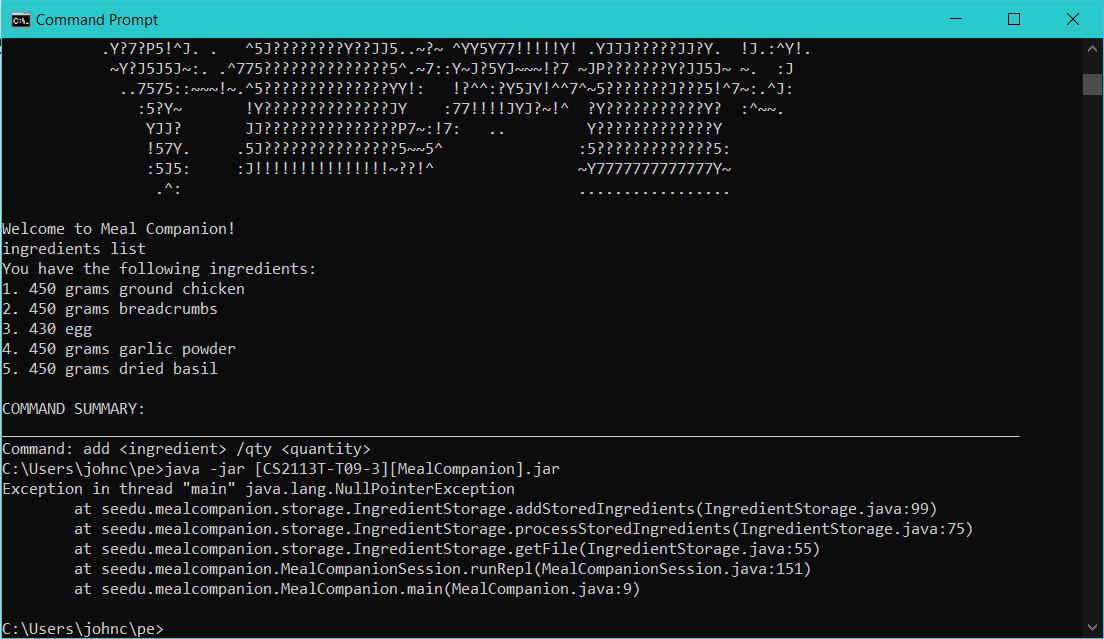 Command Prompt
.Y?7?P5!^J. .   ^5J????????Y??JJ5..~?~ ^YY5Y77!!!!!Y! .YJJJ?????JJ?Y.  !J.:^Y!.
~Y?J5J5J~:. .^775??????????????5^.~7::Y~J?5YJ~~~!?7 ~JP???????Y?JJ5J~ ~.  :J
..7575::~~~!~.^5??????????????YY!:   !?^^:?Y5JY!^^7^~5???????J???5!^7~:.^J:
:5?Y~       !Y??????????????JY    :77!!!!JYJ?~!^  ?Y???????????Y?  :^~~.
YJJ?       JJ???????????????P7~:!7:   ..         Y?????????????Y
!57Y.     .5J???????????????5~~5^               :5?????????????5:
:5J5:     :J!!!!!!!!!!!!!!!~??!^                ~Y7777777777777Y~
.^:                                            .................
Welcome to Meal Companion!
ingredients list
You have the following ingredients:
1. 450 grams ground chicken
2. 450 grams breadcrumbs
3. 430 egg
4. 450 grams garlic powder
5. 450 grams dried basil
COMMAND SUMMARY:
Command: add <ingredient> /qty <quantity>
C:\Users\johnc\pe>java -jar [CS2113T-T09-3][MealCompanion].jar
Exception in thread "main" java.lang.NullPointerException
at seedu.mealcompanion.storage.IngredientStorage.addStoredIngredients(IngredientStorage.java:99)
at seedu.mealcompanion.storage.IngredientStorage.processStoredIngredients(IngredientStorage.java:75)
at seedu.mealcompanion.storage.IngredientStorage.getFile(IngredientStorage.java:55)
at seedu.mealcompanion.MealCompanionSession.runRepl(MealCompanionSession.java:151)
at seedu.mealcompanion.MealCompanion.main(MealCompanion.java:9)
C:\Users\johnc\pe>